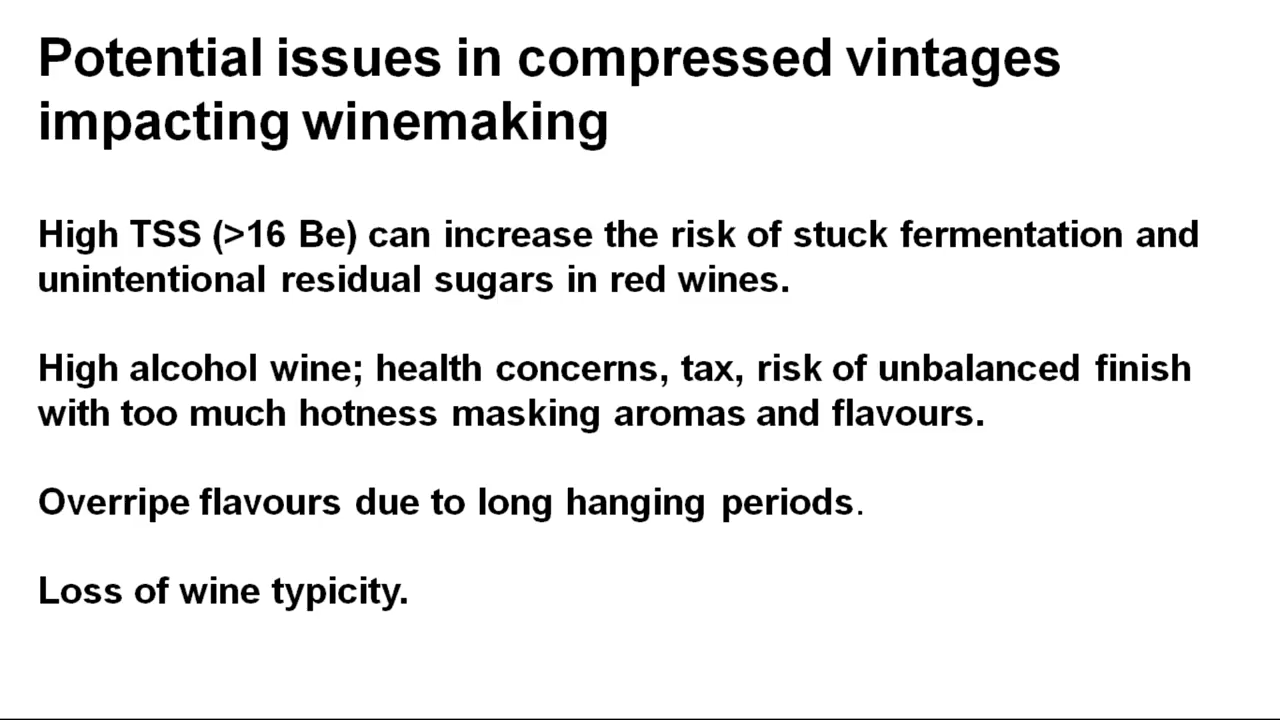 Potential issues in compressed vintages
impacting winemaking
High TSS (>16 Be) can increase the risk of stuck fermentation and
unintentional residual sugars in red wines.
High alcohol wine; health concerns, tax, risk of unbalanced finish
with too much hotness masking aromas and flavours.
Overripe flavours due to long hanging periods.
Loss of wine typicity.